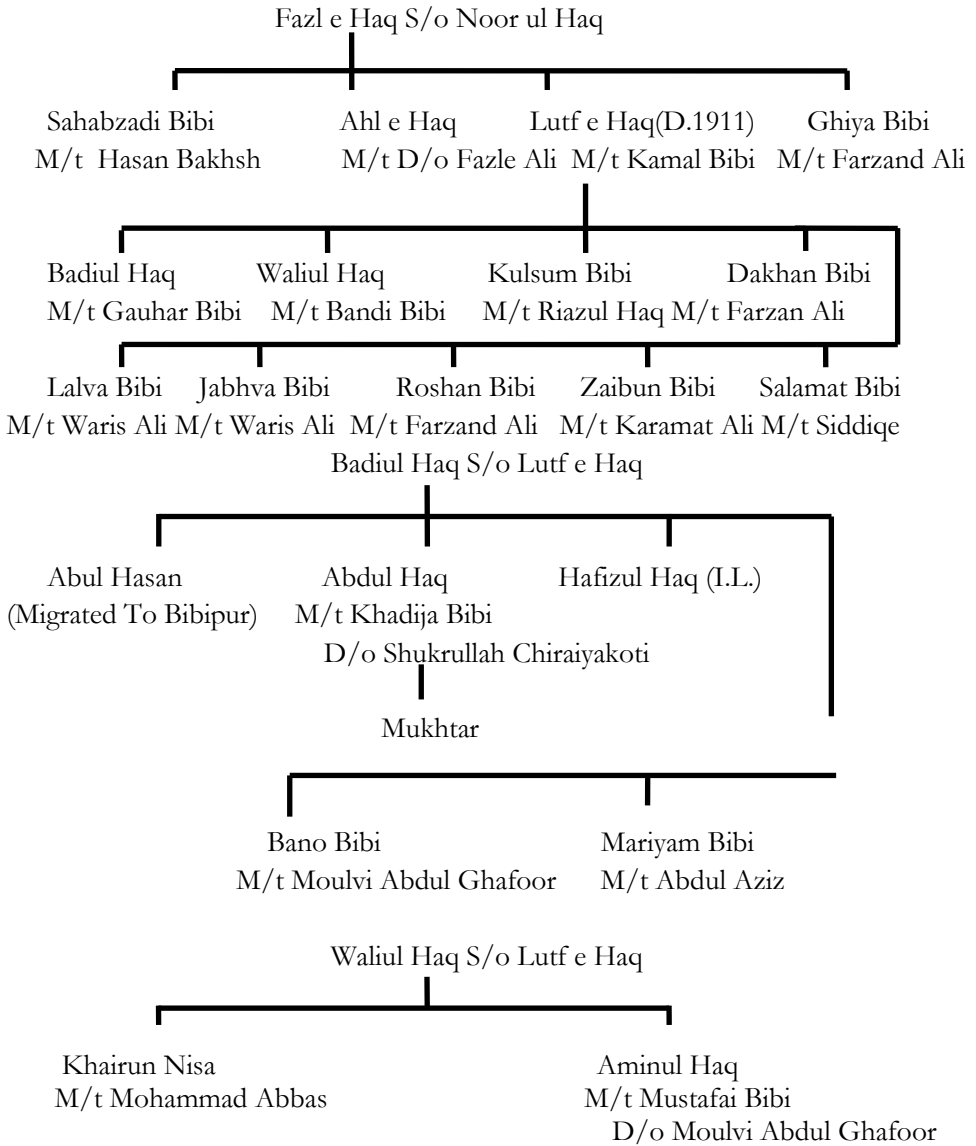 Fazl e Haq S/o Noor ul Haq
Sahabzadi Bibi Ahl e Haq Lutf e Haq(D.1911) Ghiya Bibi
M/t Hasan Bakhsh M/t D/o Fazle Ali M/t Kamal Bibi M/t Farzand Ali
Badiul Haq Waliul Haq Kulsum Bibi Dakhan Bibi
M/t Gauhar Bibi M/t Bandi Bibi M/t Riazul Haq M/t Farzan Ali
Lalva Bibi Jabhva Bibi Roshan Bibi Zaibun Bibi Salamat Bibi
M/t Waris Ali M/t Waris Ali M/t Farzand Ali M/t Karamat Ali M/t Siddiqe
Badiul Haq S/o Lutf e Haq
Abul Hasan Abdul Haq Hafizul Haq (I.L.)
(Migrated To Bibipur) M/t Khadija Bibi
D/o Shukrullah Chiraiyakoti
Mukhtar
Bano Bibi Mariyam Bibi
M/t Moulvi Abdul Ghafoor M/t Abdul Aziz
Waliul Haq S/o Lutf e Haq
Khairun Nisa Aminul Haq
M/t Mohammad Abbas M/t Mustafai Bibi
D/o Moulvi Abdul Ghafoor